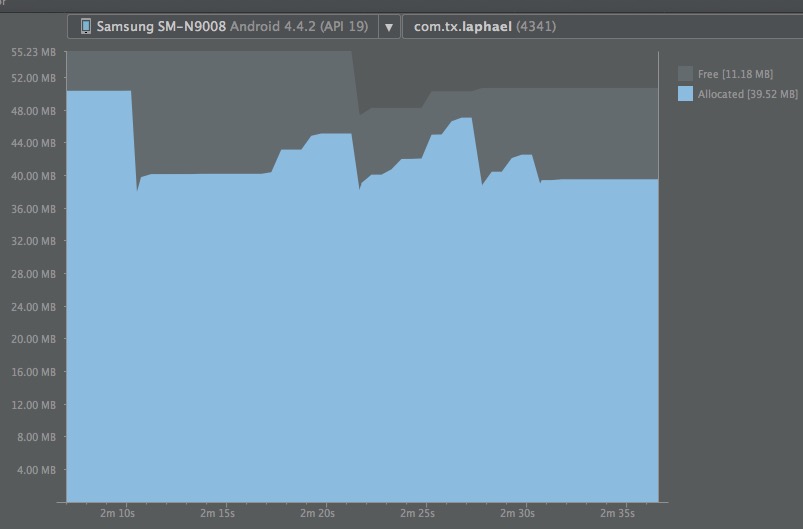 or
Samsung SM-N9008 Android 4.4.2 (API 19) com.tx.laphael (4341)
55.23 MB
52.00 MB
48.00 MB
44.00 MB
40.00 MB
36.00 MB
32.00 MB
28.00 MB
24.00 MB
20.00 MB
16.00 MB
12.00 MB
8.00 MB
4.00 MB
Free [11.18 MB]
Allocated [39.52 MB]
2m 10s 2m 15s 2m 20s 2m 25s 2m 30s 2m 35s